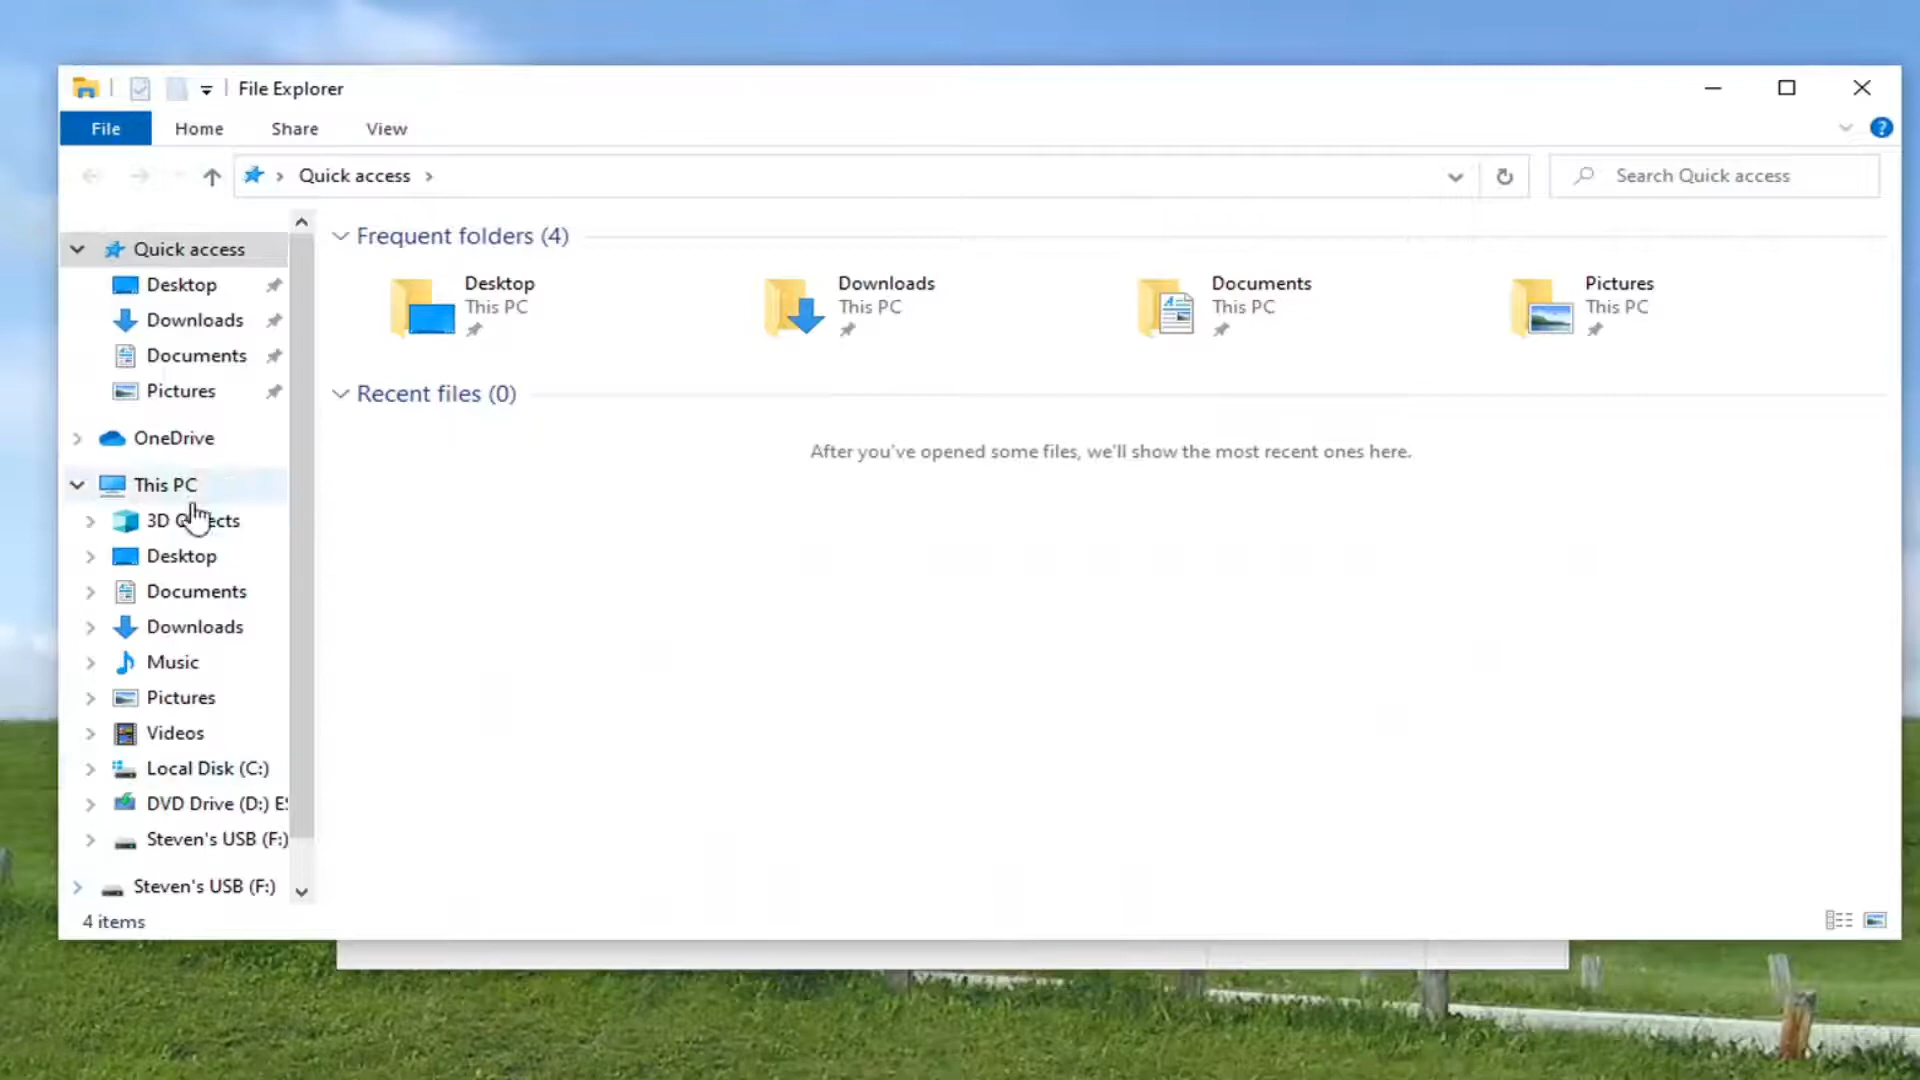 File Explorer
File Home Share View
Quick access
Search Quick access
Quick access
Desktop
Downloads
Documents
Pictures
OneDrive
This PC
3D
Desktop
Documents
Downloads
Music
Pictures
Videos
Local Disk (C:)
DVD Drive (D:)
Steven's USB (F:)
Steven's USB (F:)
Frequent folders (4)
Desktop
This PC
Downloads
This PC
Documents
This PC
Pictures
This PC
Recent files (0)
After you've opened some files, we'll show the most recent ones here.
4 items